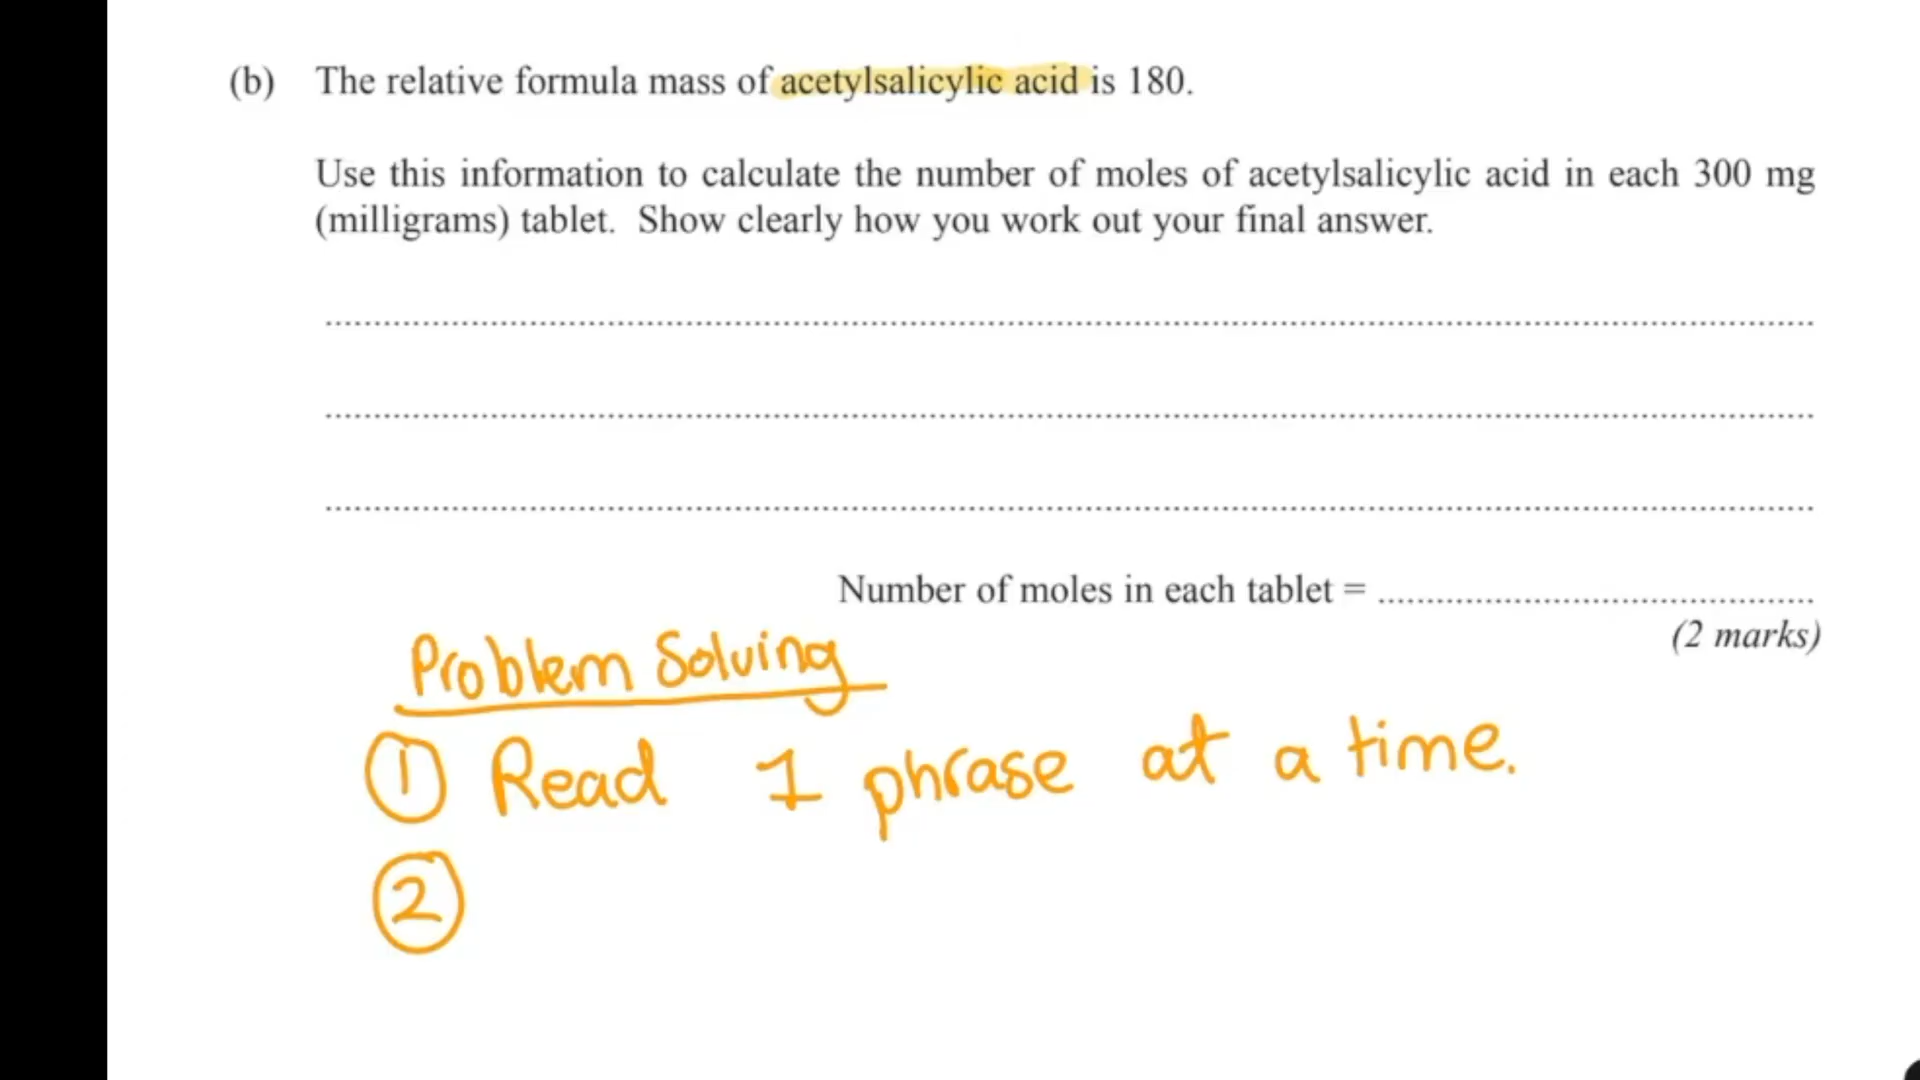 (b) The relative formula mass of acetylsalicylic acid is 180.
Use this information to calculate the number of moles of acetylsalicylic acid in each 300 mg
(milligrams) tablet. Show clearly how you work out your final answer.
Number of moles in each tablet = ............................................
(2 marks)
Problem Solving
① Read 1 phrase at a time.
②